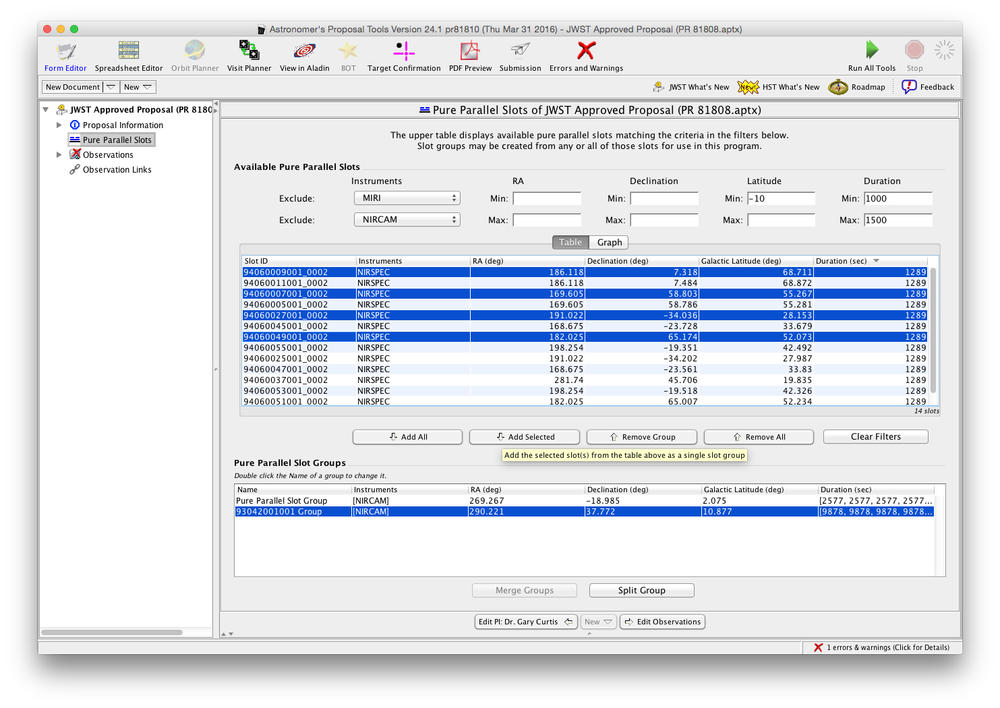 Astronomer's Proposal Tools Version 24.1 pr81810 (Thu Mar 31 2016) - JWST Approved Proposal (PR 81808.aptx)
Form Editor Spreadsheet Editor Orbit Planner Visit Planner View in Aladin BOT Target Confirmation PDF Preview Submission Errors and Warnings Run All Tools Stop
New Document New JWST What's New New! HST What's New Roadmap Feedback
JWST Approved Proposal (PR 8180
Proposal Information
Pure Parallel Slots
Observations
Observation Links
Pure Parallel Slots of JWST Approved Proposal (PR 81808.aptx)
The upper table displays available pure parallel slots matching the criteria in the filters below.
Slot groups may be created from any or all of those slots for use in this program.
Available Pure Parallel Slots
Instruments RA Declination Latitude Duration
Exclude: MIRI Min: Min: Min: -10 Min: 1000
Exclude: NIRCAM Max: Max: Max: Max: 1500
Table Graph
Slot ID Instruments RA (deg) Declination (deg) Galactic Latitude (deg) Duration (sec)
94060009001_0002 NIRSPEC 186.118 7.318 68.711 1289
94060011001_0002 NIRSPEC 186.118 7.484 68.872 1289
94060007001_0002 NIRSPEC 169.605 58.803 55.267 1289
94060005001_0002 NIRSPEC 169.605 58.786 55.281 1289
94060027001_0002 NIRSPEC 191.022 -34.036 28.153 1289
94060045001_0002 NIRSPEC 168.675 -23.728 33.679 1289
94060049001_0002 NIRSPEC 182.025 65.174 52.073 1289
94060055001_0002 NIRSPEC 198.254 -19.351 42.492 1289
94060025001_0002 NIRSPEC 191.022 -34.202 27.987 1289
94060047001_0002 NIRSPEC 168.675 -23.561 33.83 1289
94060037001_0002 NIRSPEC 281.74 45.706 19.835 1289
94060053001_0002 NIRSPEC 198.254 -19.518 42.326 1289
94060051001_0002 NIRSPEC 182.025 65.007 52.234 1289
14 slots
Add All Add Selected Remove Group Remove All Clear Filters
Add the selected slot(s) from the table above as a single slot group
Pure Parallel Slot Groups
Double click the Name of a group to change it.
Name Instruments RA (deg) Declination (deg) Galactic Latitude (deg) Duration (sec)
Pure Parallel Slot Group [NIRCAM] 269.267 -18.985 2.075 [2577, 2577, 2577, 2577...
93042001001 Group [NIRCAM] 290.221 37.772 10.877 [9878, 9878, 9878, 9878...
Merge Groups Split Group
Edit PI: Dr. Gary Curtis New Edit Observations
1 errors & warnings (Click for Details)